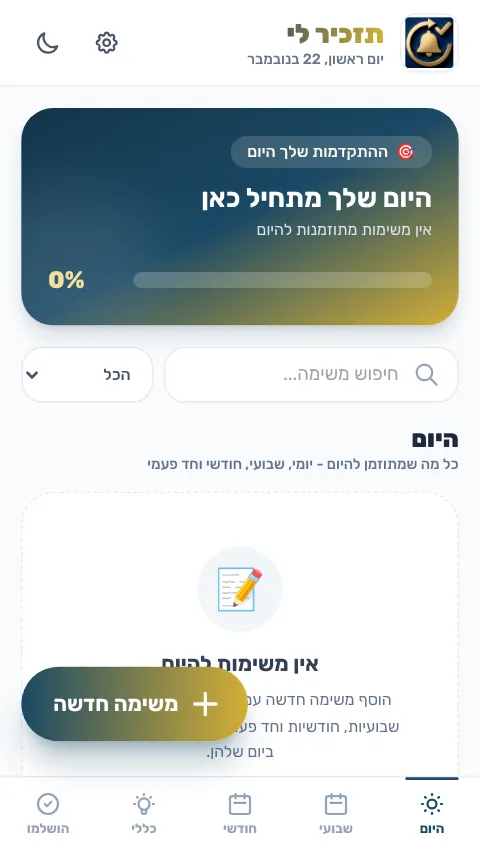 תזכיר לי
יום ראשון, 22 בנובמבר
ההתקדמות שלך היום
היום שלך מתחיל כאן
אין משימות מתוזמנות להיום
0%
חיפוש משימה...
הכל
היום
כל מה שמתוזמן להיום - יומי, שבועי, חודשי וחד פעמי
אין משימות להיום
הוסף משימה חדשה
שבועיות, חודשיות וחד
ביום שלהן.
משימה חדשה
היום
שבועי
חודשי
כללי
הושלמו